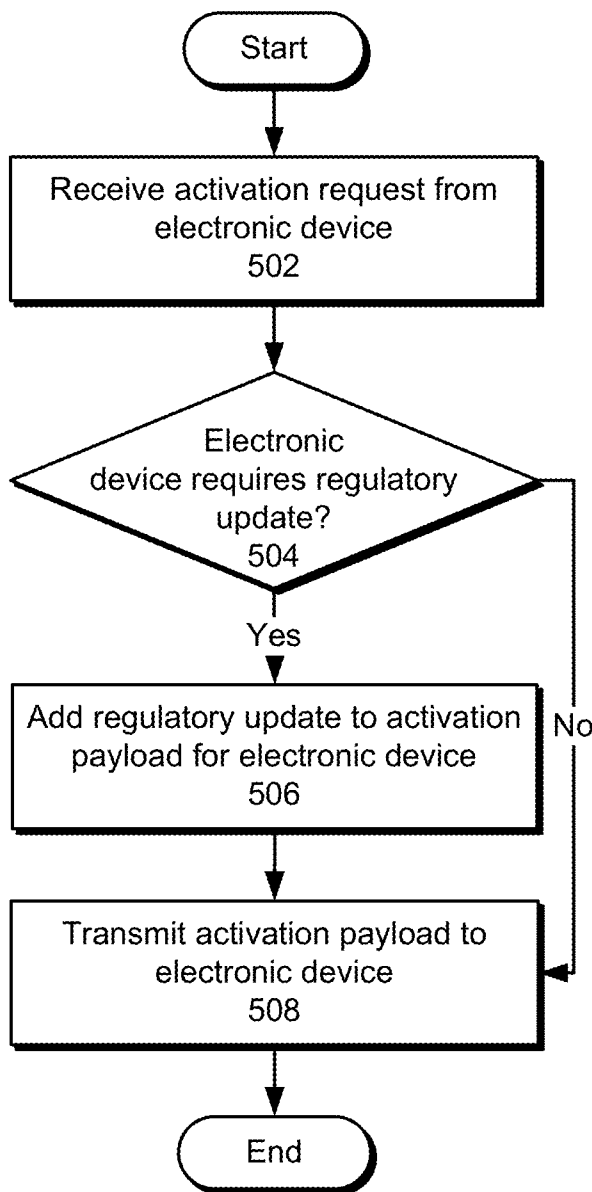 Start
Receive activation request from
electronic device
502
Electronic
device requires regulatory
update?
504
Yes
Add regulatory update to activation
payload for electronic device
506
No
Transmit activation payload to
electronic device
508
End